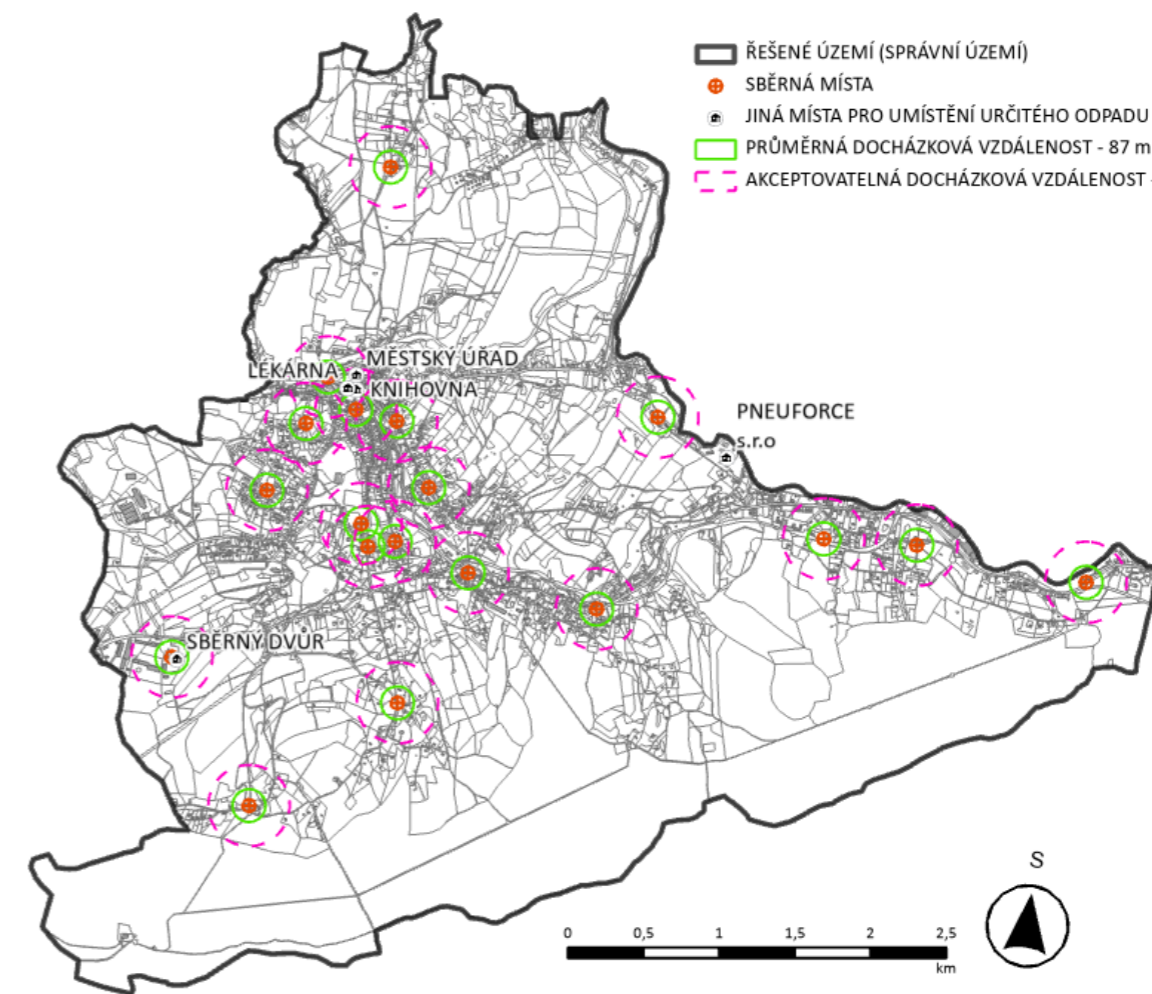 ŘEŠENÉ ÚZEMÍ (SPRÁVNÍ ÚZEMÍ)
SBĚRNÁ MÍSTA
JINÁ MÍSTA PRO UMÍSTĚNÍ URČITÉHO ODPADU
PRŮMĚRNÁ DOCHÁZKOVÁ VZDÁLENOST - 87 m
AKCEPTOVATELNÁ DOCHÁZKOVÁ VZDÁLENOST -
MĚSTSKÝ ÚŘAD
LÉKÁRNA
KNIHOVNA
PNEUFORCE
s.r.o
SBĚRNÝ DVŮR
S
0 0,5 1 1,5 2 2,5
km